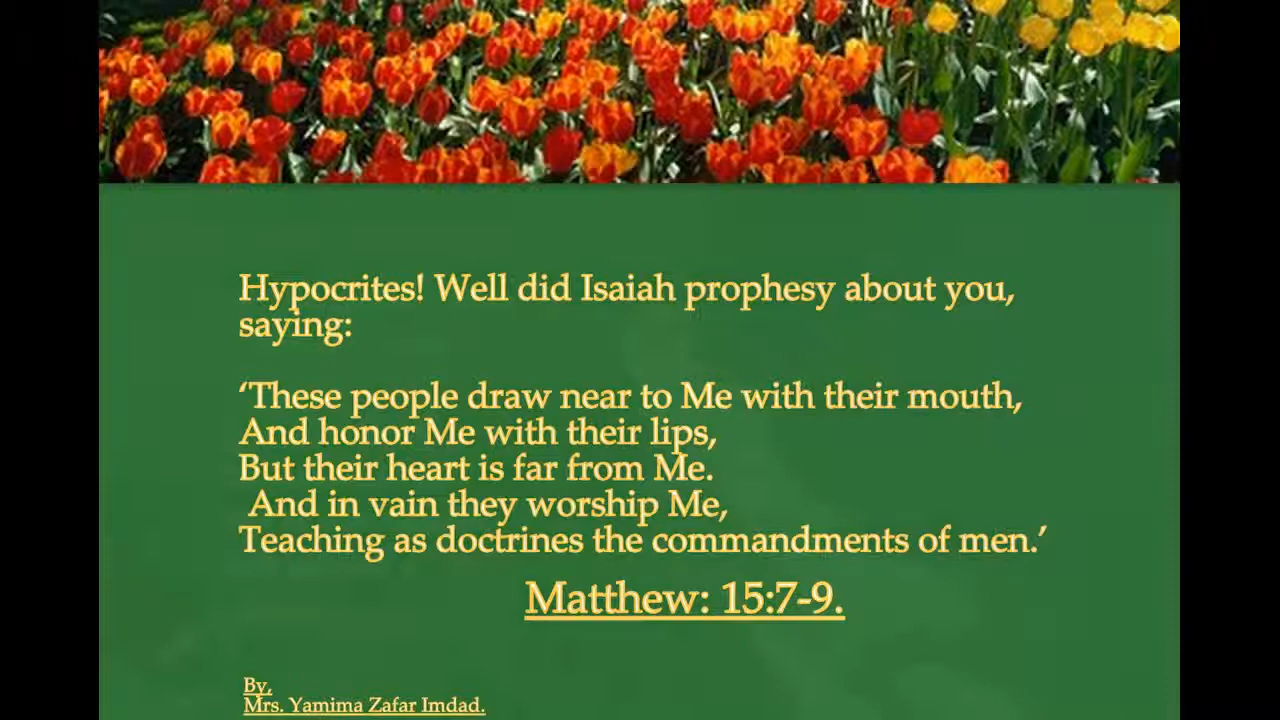 Hypocrites! Well did Isaiah prophesy about you,
saying:
‘These people draw near to Me with their mouth,
And honor Me with their lips,
But their heart is far from Me.
And in vain they worship Me,
Teaching as doctrines the commandments of men.’
Matthew: 15:7-9.
By,
Mrs. Yamima Zafar Imdad.